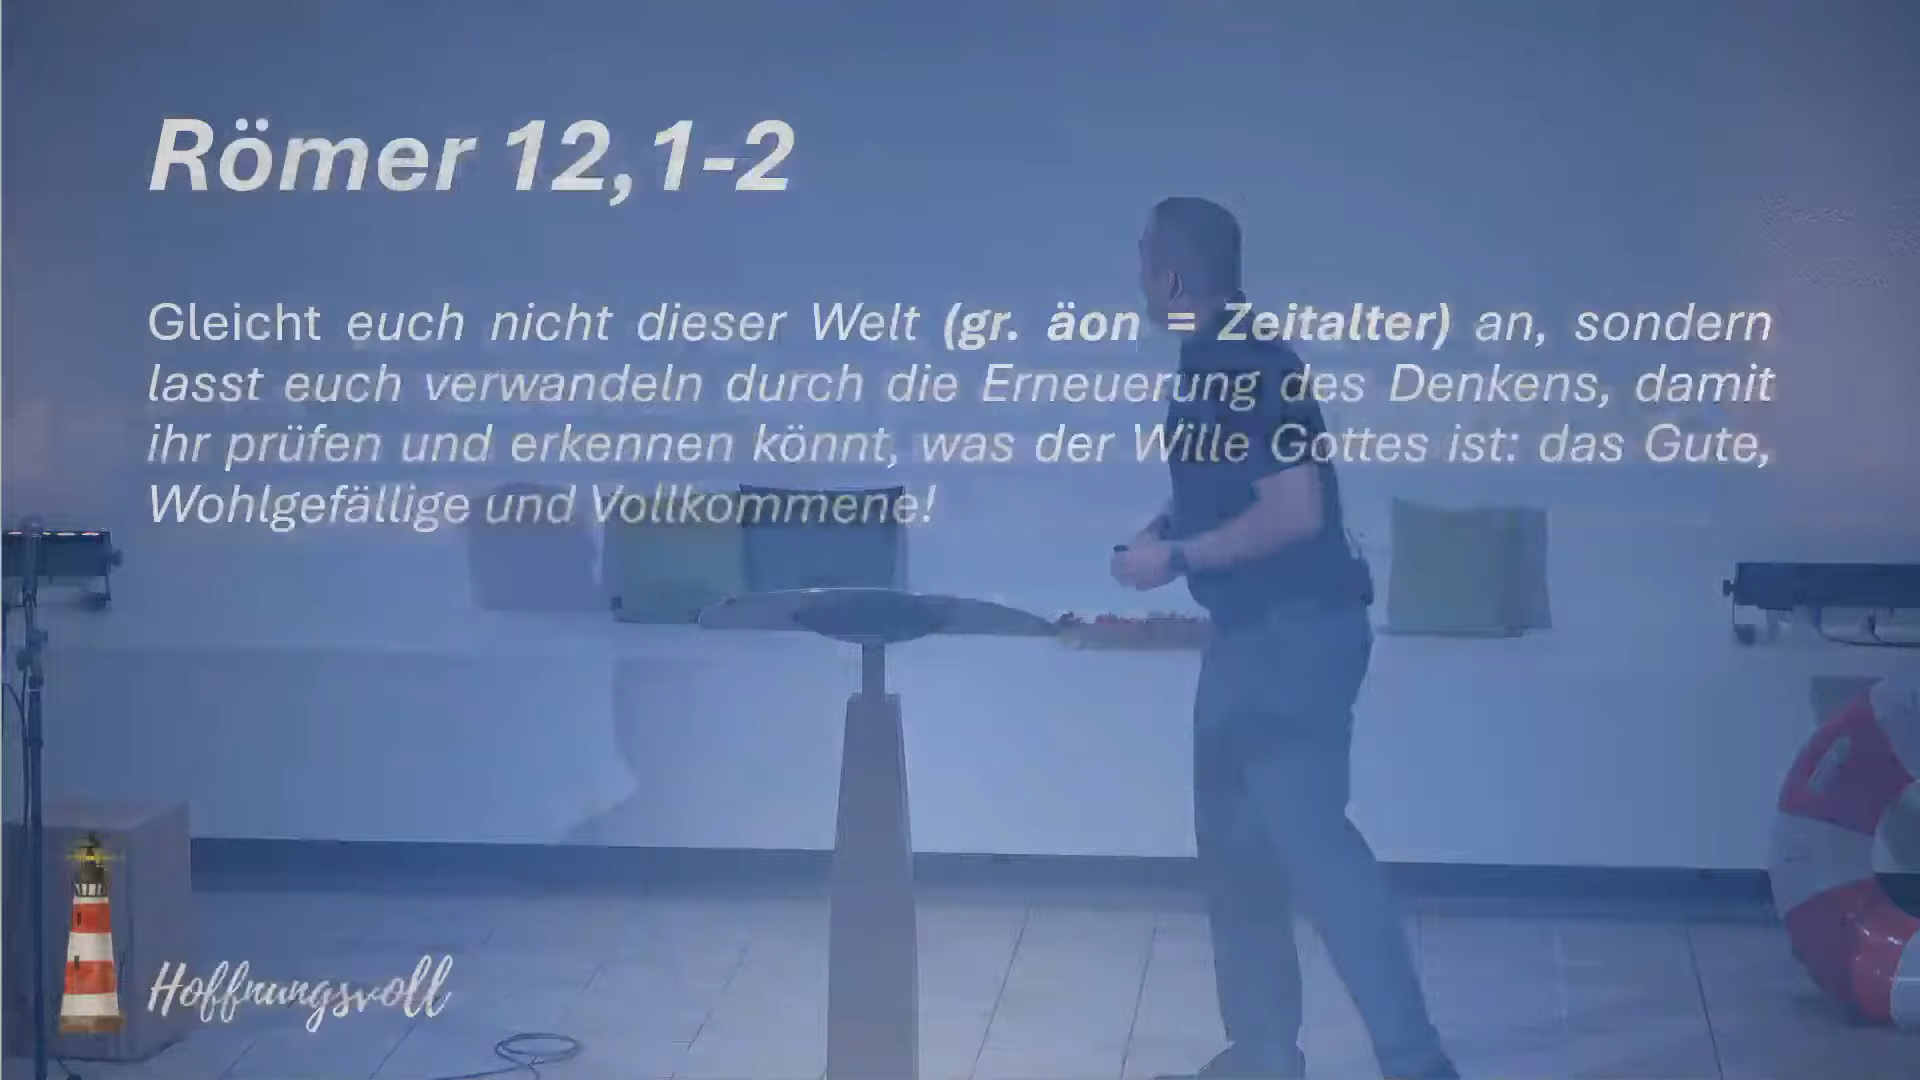 Römer 12,1-2
Gleicht euch nicht dieser Welt (gr. äon = Zeitalter) an, sondern
lasst euch verwandeln durch die Erneuerung des Denkens, damit
ihr prüfen und erkennen könnt, was der Wille Gottes ist: das Gute,
Wohlgefällige und Vollkommene!
Hoffnungsvoll